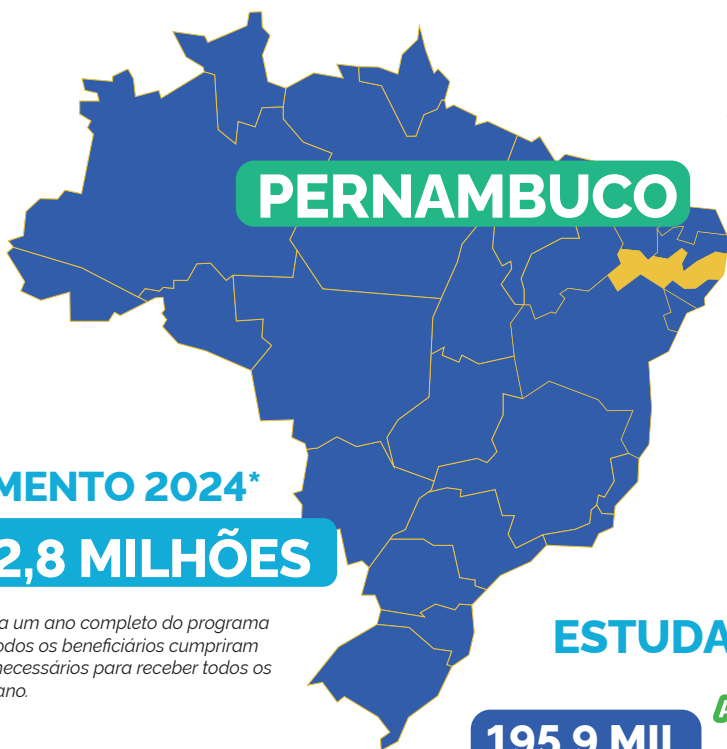 PERNAMBUCO
MENTO 2024*
2,8 MILHÕES
a um ano completo do programa
odos os beneficiários cumpriram
necessários para receber todos os
ano.
ESTUDA
195,9 MIL